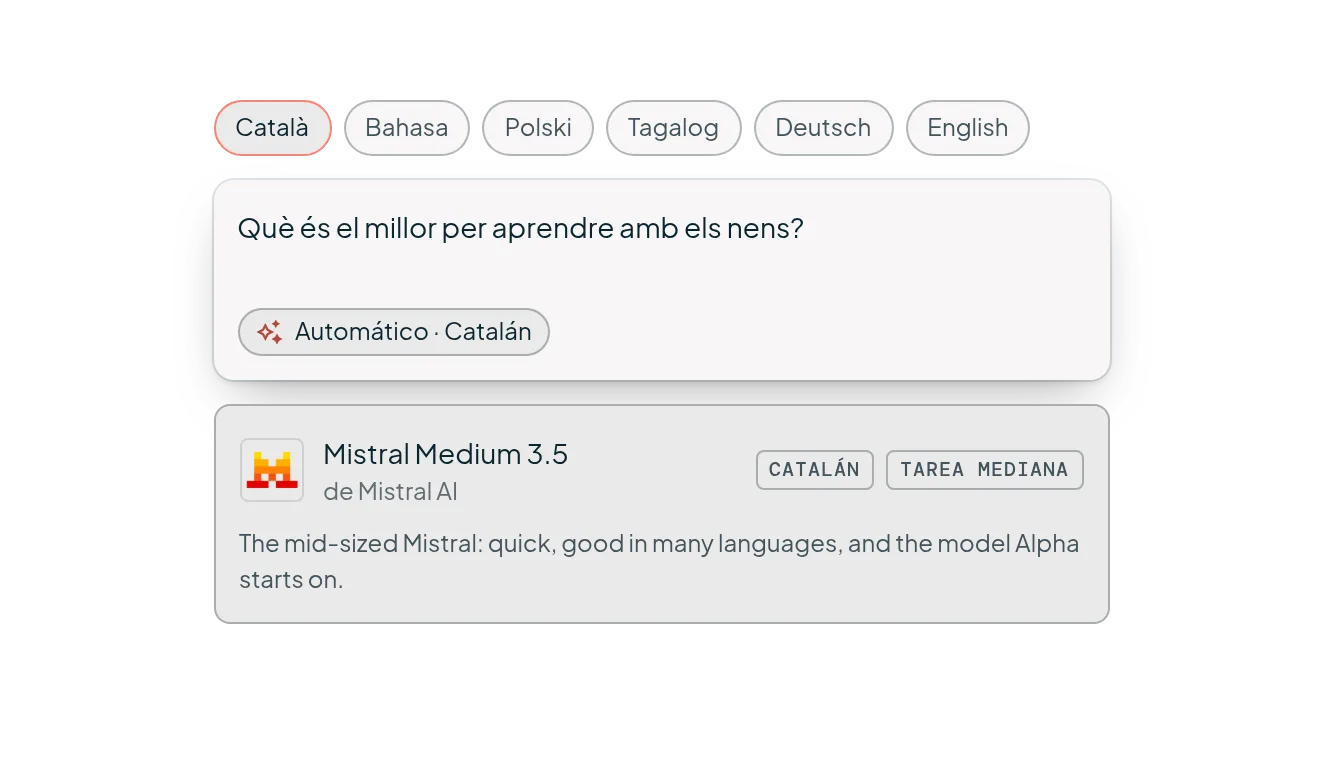 Català
Bahasa
Polski
Tagalog
Deutsch
English
Què és el millor per aprendre amb els nens?
Automático · Catalán
Mistral Medium 3.5
de Mistral AI
CATALÁN
TAREA MEDIANA
The mid-sized Mistral: quick, good in many languages, and the model Alpha
starts on.